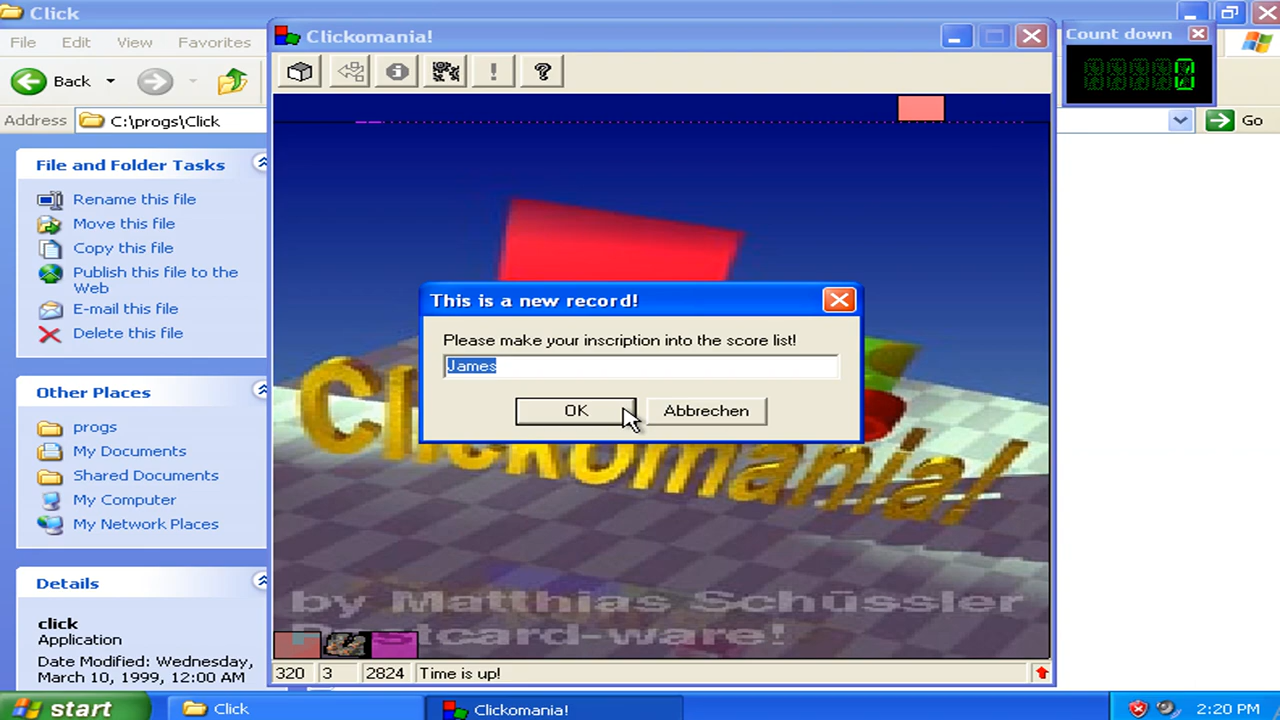 Click
File Edit View Favorites
Back
Address C:\progs\Click
Go
File and Folder Tasks
Rename this file
Move this file
Copy this file
Publish this file to the
Web
E-mail this file
Delete this file
Other Places
progs
My Documents
Shared Documents
My Computer
My Network Places
Details
click
Application
Date Modified: Wednesday,
March 10, 1999, 12:00 AM
Clickomania!
Count down
0
This is a new record!
Please make your inscription into the score list!
James
OK Abbrechen
Clickomania!
by Matthias Schüssler
Postcard-ware!
320 3 2824 Time is up!
start Click Clickomania! 2:20 PM